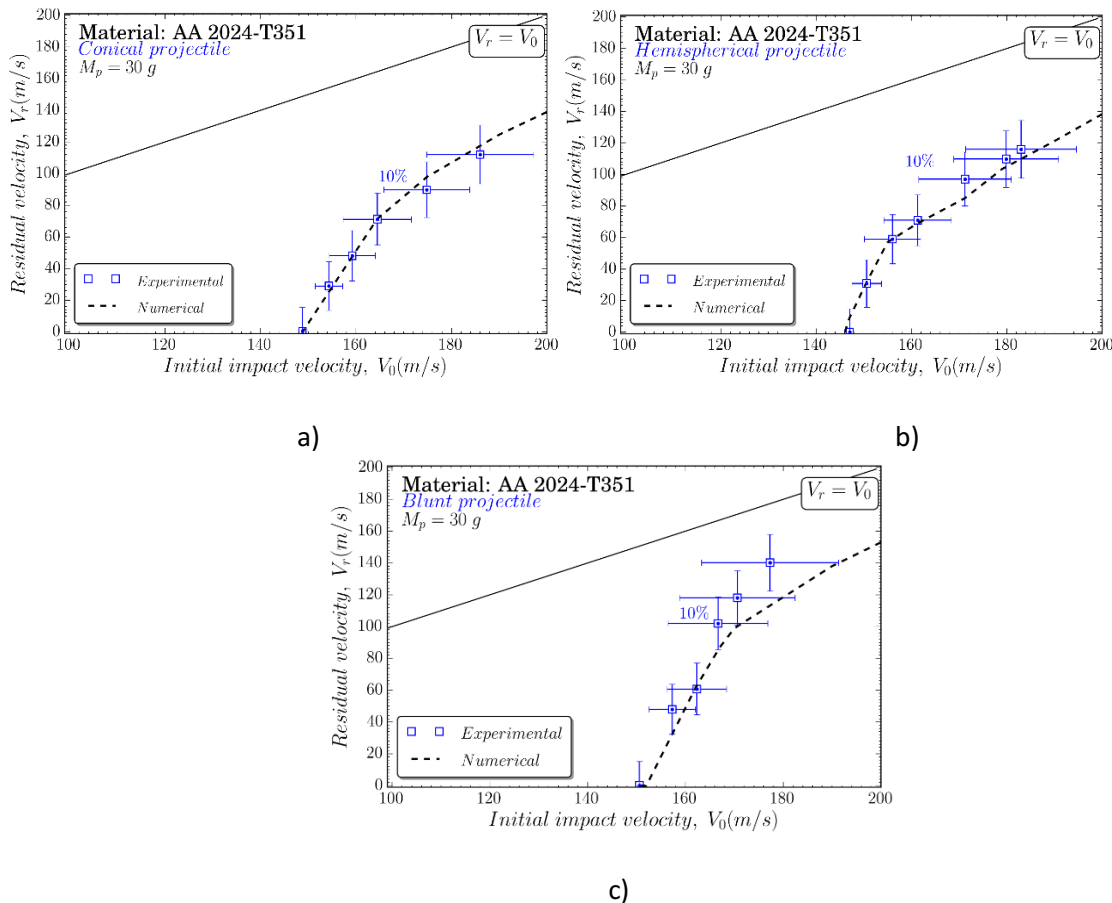 Material: AA 2024-T351
Conical projectile
M_p = 30 g
V_r = V_0
10%
Experimental
Numerical
Residual velocity, V_r(m/s)
200
180
160
140
120
100
80
60
40
20
0
100 120 140 160 180 200
Initial impact velocity, V_0(m/s)
a)
Material: AA 2024-T351
Hemispherical projectile
M_p = 30 g
V_r = V_0
10%
Experimental
Numerical
Residual velocity, V_r(m/s)
200
180
160
140
120
100
80
60
40
20
0
100 120 140 160 180 200
Initial impact velocity, V_0(m/s)
b)
Material: AA 2024-T351
Blunt projectile
M_p = 30 g
V_r = V_0
10%
Experimental
Numerical
Residual velocity, V_r(m/s)
200
180
160
140
120
100
80
60
40
20
0
100 120 140 160 180 200
Initial impact velocity, V_0(m/s)
c)